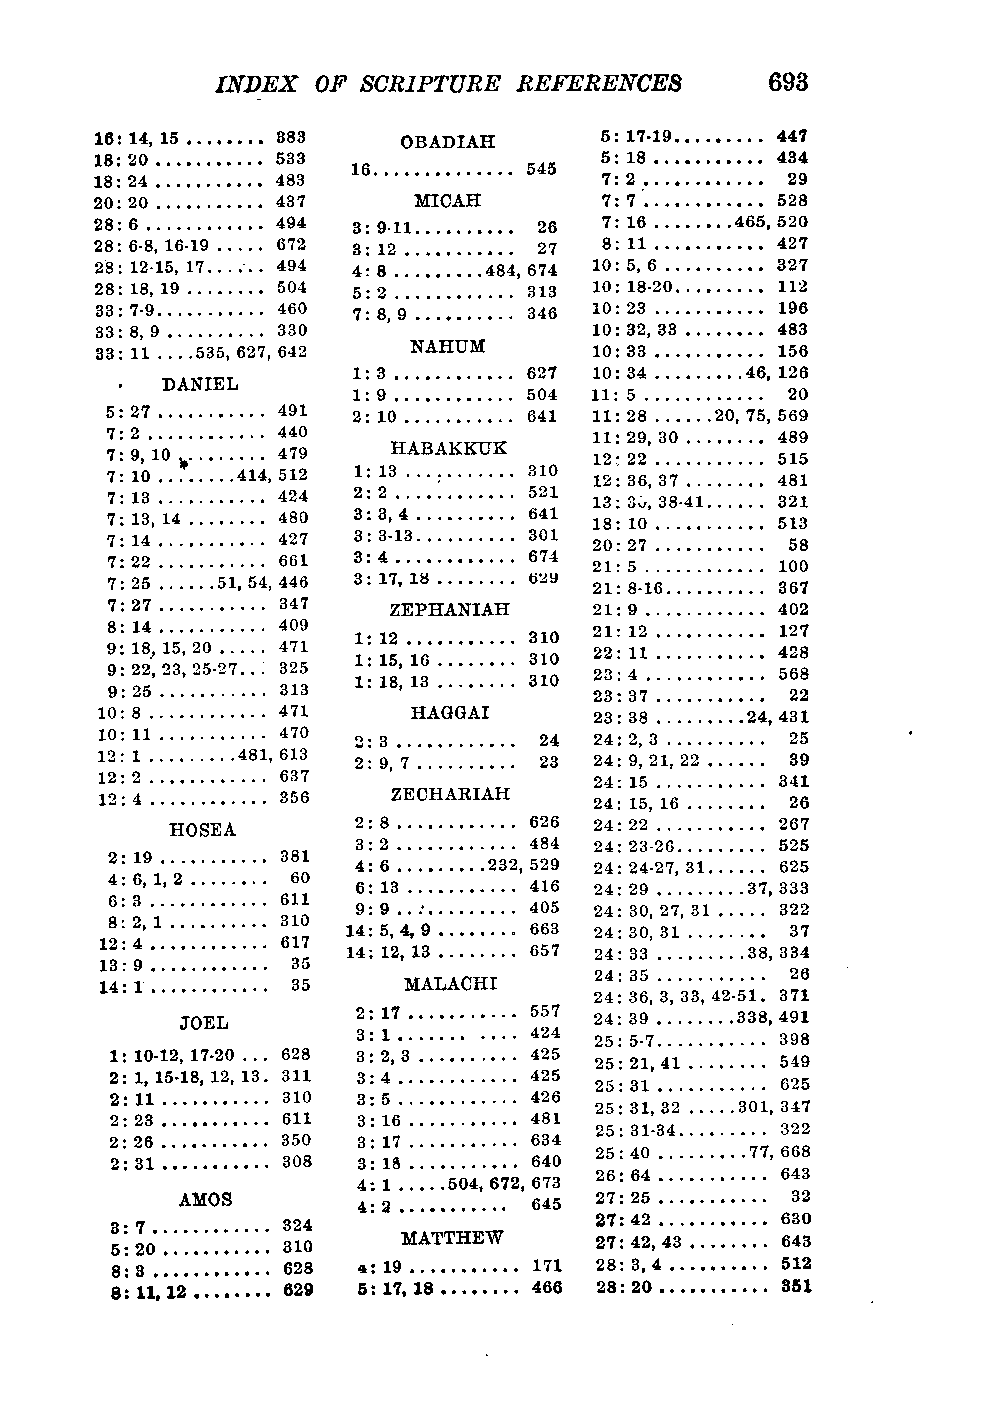 INDEX OF SCRIPTURE REFERENCES 693
16: 14, 15 ........ 383
18: 20 ........... 533
18: 24 ........... 483
20: 20 ........... 437
28: 6 ............ 494
28: 6-8, 16-19 ..... 672
28: 12-15, 17...... 494
28: 18, 19 ........ 504
33: 7-9........... 460
33: 8, 9 .......... 330
33: 11 ....535, 627, 642
DANIEL
5: 27 ........... 491
7: 2 ............ 440
7: 9, 10 ......... 479
7: 10 ........414, 512
7: 13 ........... 424
7: 13, 14 ........ 480
7: 14 ........... 427
7: 22 ........... 661
7: 25 ......51, 54, 446
7: 27 ........... 347
8: 14 ........... 409
9: 18, 15, 20 ..... 471
9: 22, 23, 25-27... 325
9: 25 ........... 313
10: 8 ............ 471
10: 11 ........... 470
12: 1 .........481, 613
12: 2 ............ 637
12: 4 ............ 356
HOSEA
2: 19 ........... 381
4: 6, 1, 2 ........ 60
6: 3 ............ 611
8: 2, 1 .......... 310
12: 4 ............ 617
13: 9 ............ 35
14: 1 ............ 35
JOEL
1: 10-12, 17-20 ... 628
2: 1, 15-18, 12, 13. 311
2: 11 ........... 310
2: 23 ........... 611
2: 26 ........... 350
2: 31 ........... 308
AMOS
3: 7 ............ 324
5: 20 ........... 310
8: 3 ............ 628
8: 11, 12 ........ 629
OBADIAH
16.............. 545
MICAH
3: 9-11.......... 26
3: 12 ........... 27
4: 8 .........484, 674
5: 2 ............ 313
7: 8, 9 .......... 346
NAHUM
1: 3 ............ 627
1: 9 ............ 504
2: 10 ........... 641
HABAKKUK
1: 13 ........... 310
2: 2 ............ 521
3: 3, 4 .......... 641
3: 3-13.......... 301
3: 4 ............ 674
3: 17, 18 ........ 629
ZEPHANIAH
1: 12 ........... 310
1: 15, 16 ........ 310
1: 18, 13 ........ 310
HAGGAI
2: 3 ............ 24
2: 9, 7 .......... 23
ZECHARIAH
2: 8 ............ 626
3: 2 ............ 484
4: 6 .........232, 529
6: 13 ........... 416
9: 9 ............ 405
14: 5, 4, 9 ........ 663
14: 12, 13 ........ 657
MALACHI
2: 17 ........... 557
3: 1 ............ 424
3: 2, 3 .......... 425
3: 4 ............ 425
3: 5 ............ 426
3: 16 ........... 481
3: 17 ........... 634
3: 18 ........... 640
4: 1 .....504, 672, 673
4: 2 ........... 645
MATTHEW
4: 19 ........... 171
5: 17, 18 ........ 466
5: 17-19......... 447
5: 18 ........... 434
7: 2 ............ 29
7: 7 ............ 528
7: 16 ........465, 520
8: 11 ........... 427
10: 5, 6 .......... 327
10: 18-20......... 112
10: 23 ........... 196
10: 32, 33 ........ 483
10: 33 ........... 156
10: 34 .........46, 126
11: 5 ............ 20
11: 28 ......20, 75, 569
11: 29, 30 ........ 489
12: 22 ........... 515
12: 36, 37 ........ 481
13: 30, 38-41...... 321
18: 10 ........... 513
20: 27 ........... 58
21: 5 ............ 100
21: 8-16.......... 367
21: 9 ............ 402
21: 12 ........... 127
22: 11 ........... 428
23: 4 ............ 568
23: 37 ........... 22
23: 38 .........24, 431
24: 2, 3 .......... 25
24: 9, 21, 22 ...... 39
24: 15 ........... 341
24: 15, 16 ........ 26
24: 22 ........... 267
24: 23-26......... 525
24: 24-27, 31...... 625
24: 29 .........37, 333
24: 30, 27, 31 ..... 322
24: 30, 31 ........ 37
24: 33 .........38, 334
24: 35 ........... 26
24: 36, 3, 33, 42-51. 371
24: 39 ........338, 491
25: 5-7........... 398
25: 21, 41 ........ 549
25: 31 ........... 625
25: 31, 32 .....301, 347
25: 31-34......... 322
25: 40 .........77, 668
26: 64 ........... 643
27: 25 ........... 32
27: 42 ........... 630
27: 42, 43 ........ 643
28: 3, 4 .......... 512
28: 20 ........... 351